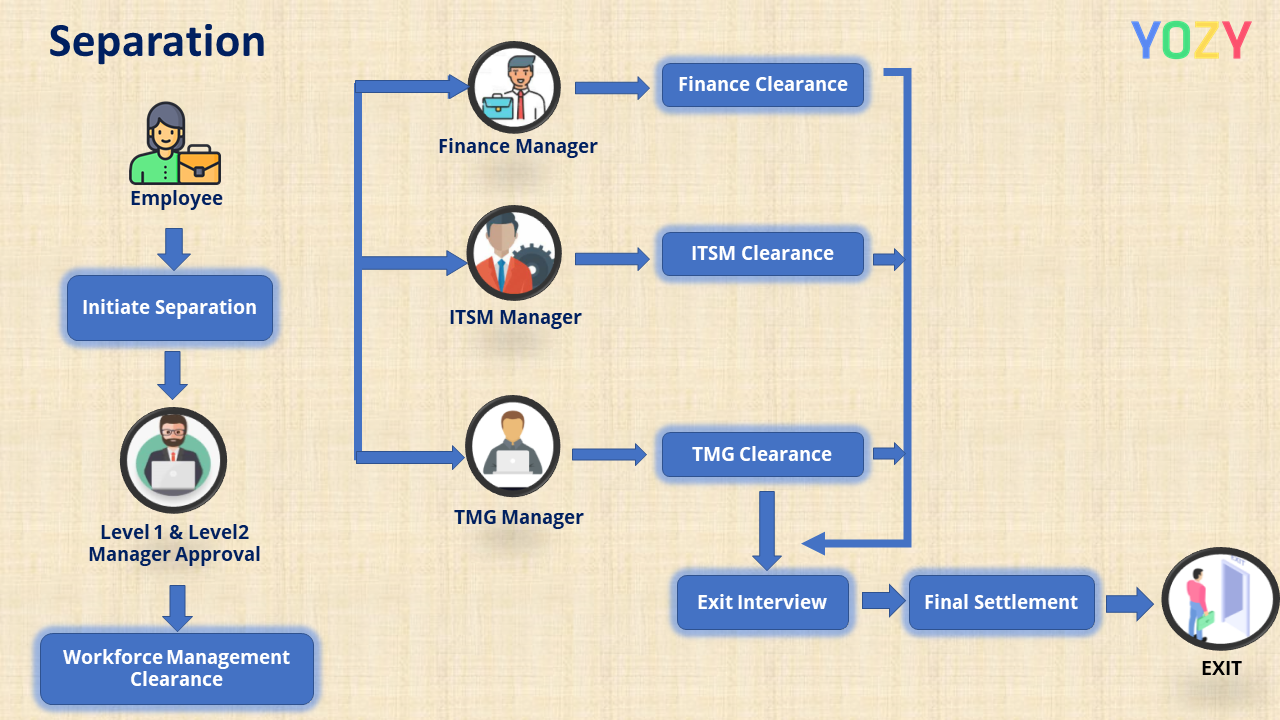 Separation
YOZY
Employee
Initiate Separation
Level 1 & Level2
Manager Approval
Workforce Management
Clearance
Finance Manager
Finance Clearance
ITSM Manager
ITSM Clearance
TMG Manager
TMG Clearance
Exit Interview
Final Settlement
EXIT
EXIT